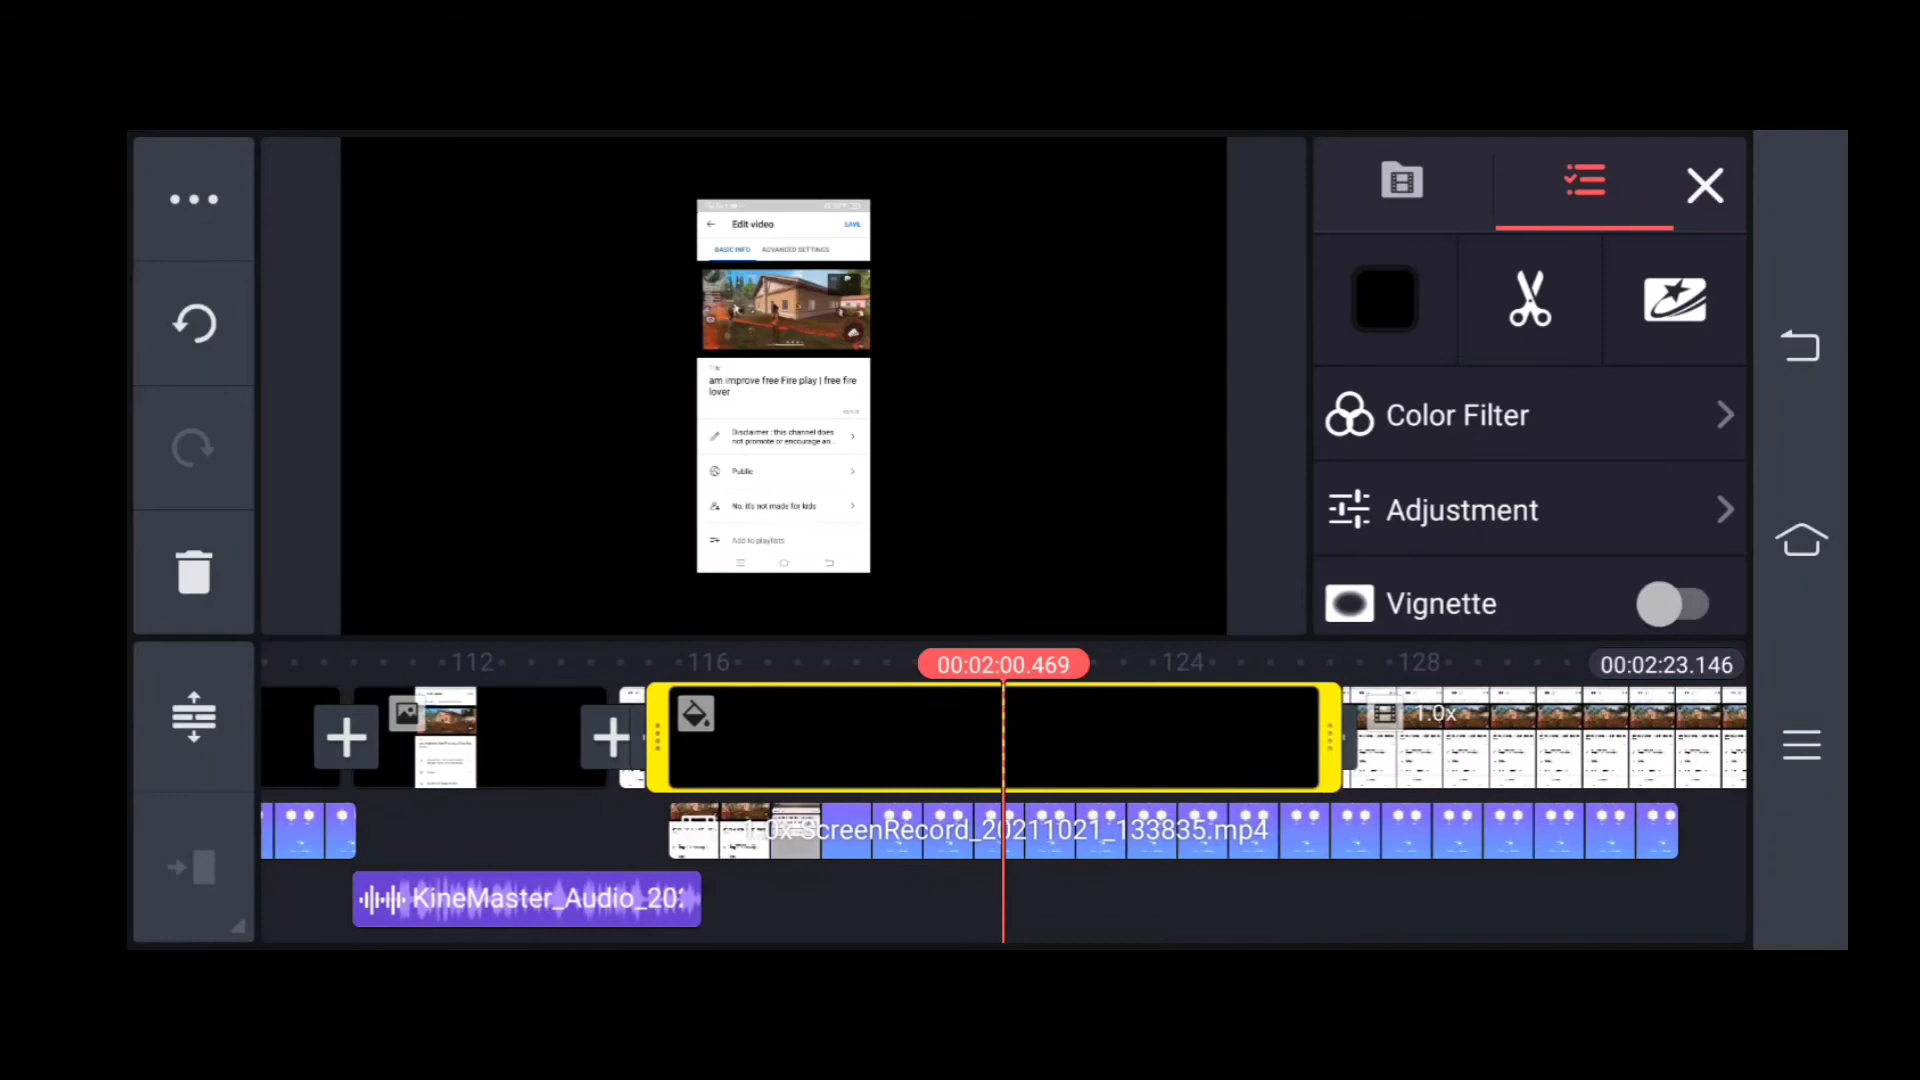 Edit video
SAVE
BASIC INFO
ADVANCED SETTINGS
am improve free Fire play | free fire
lover
Disclaimer : this channel does
not promote or encourage an...
Public
No, it's not made for kids
Add to playlists
Color Filter
Adjustment
Vignette
112
116
00:02:00.469
124
128
00:02:23.146
1.0x
1.0x ScreenRecord_20211021_133835.mp4
KineMaster_Audio_20